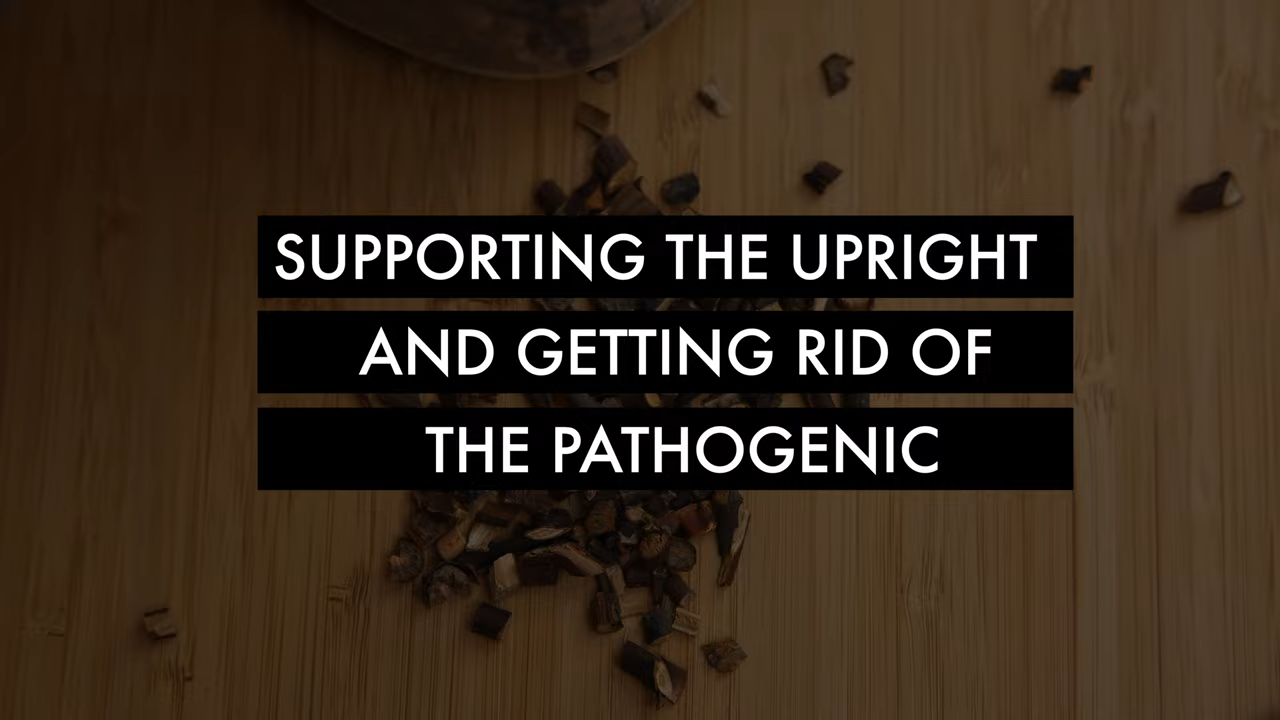 SUPPORTING THE UPRIGHT
AND GETTING RID OF
THE PATHOGENIC